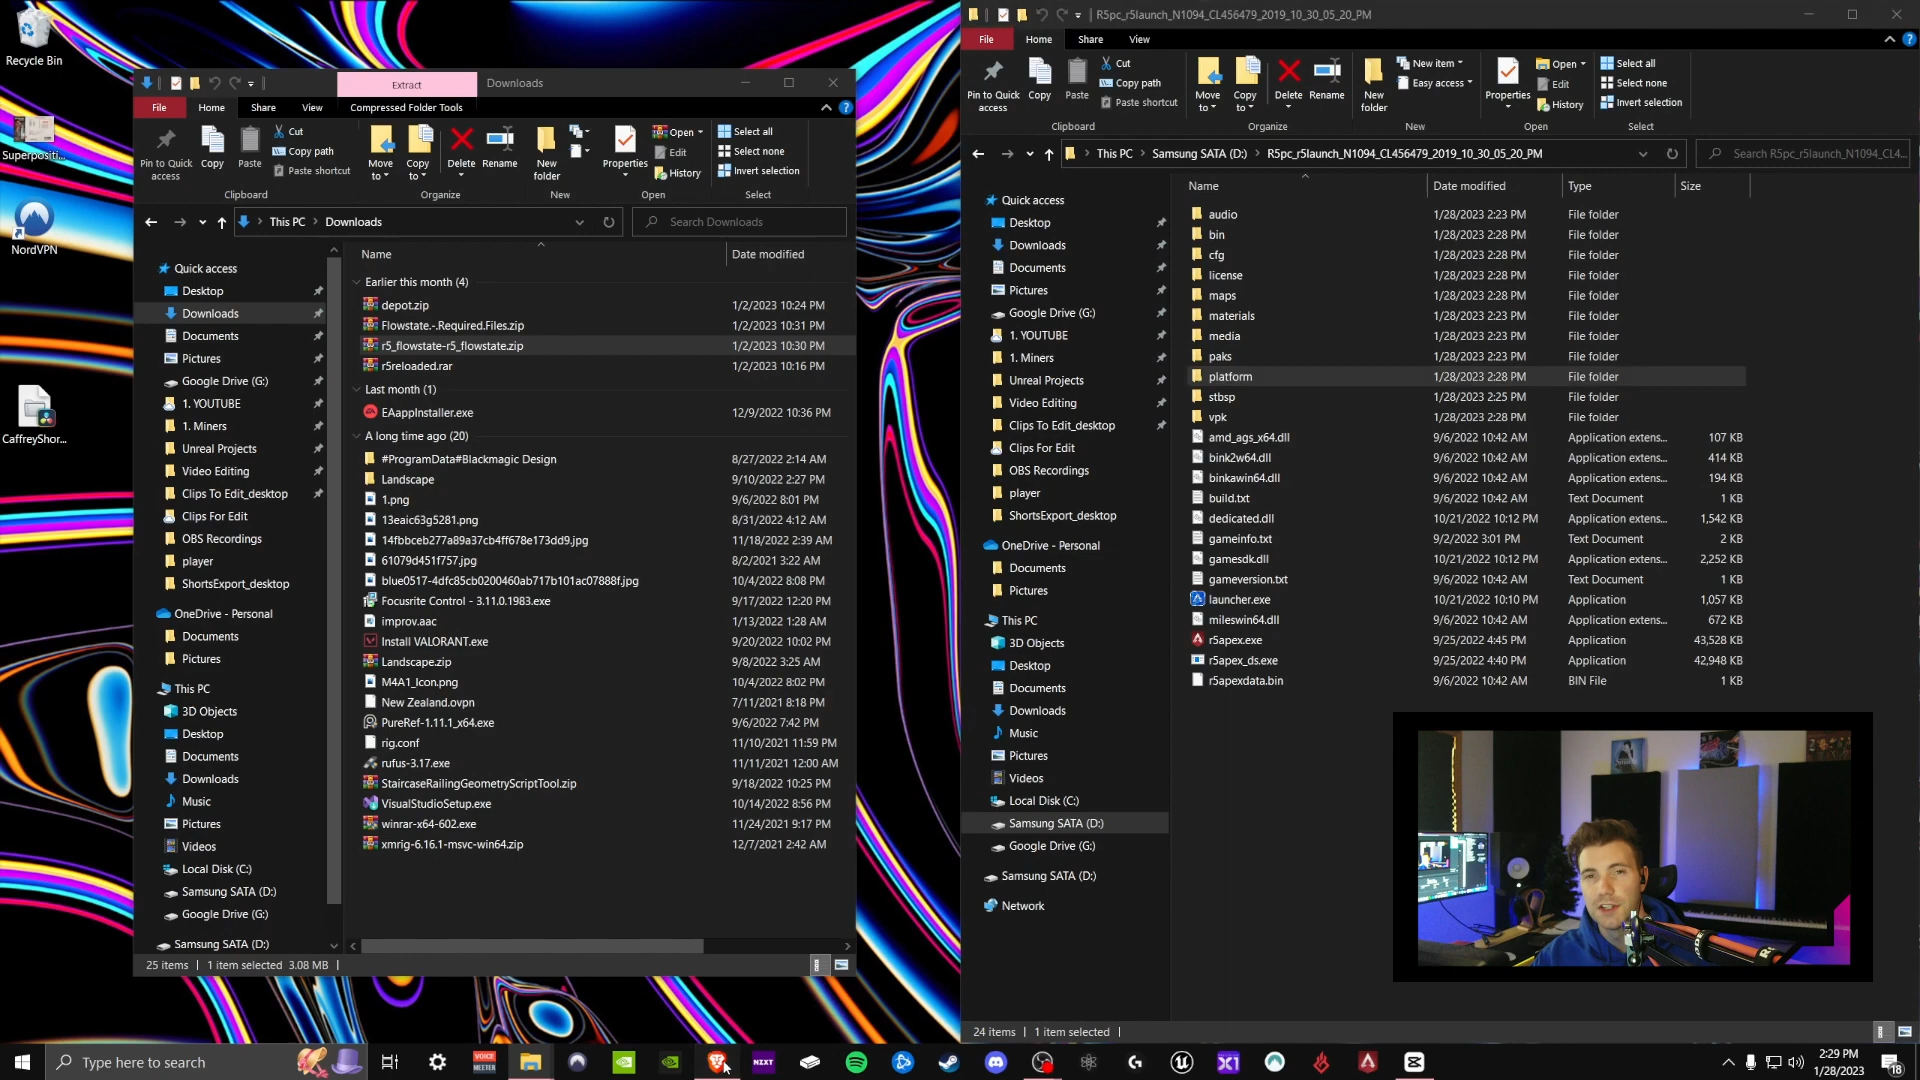 Recycle Bin
Superpositi...
NordVPN
CaffreyShor...
Extract
Downloads
File
Home
Share
View
Compressed Folder Tools
Pin to Quick access
Copy
Paste
Cut
Copy path
Paste shortcut
Clipboard
Move to
Copy to
Delete
Rename
Organize
New folder
New
Properties
Open
Edit
History
Open
Select all
Select none
Invert selection
Select
This PC
Downloads
Search Downloads
Quick access
Desktop
Downloads
Documents
Pictures
Google Drive (G:)
1. YOUTUBE
1. Miners
Unreal Projects
Video Editing
Clips To Edit_desktop
Clips For Edit
OBS Recordings
player
ShortsExport_desktop
OneDrive - Personal
Documents
Pictures
This PC
3D Objects
Desktop
Documents
Downloads
Music
Pictures
Videos
Local Disk (C:)
Samsung SATA (D:)
Google Drive (G:)
Samsung SATA (D:)
Name Date modified
Earlier this month (4)
depot.zip 1/2/2023 10:24 PM
Flowstate.-.Required.Files.zip 1/2/2023 10:31 PM
r5_flowstate-r5_flowstate.zip 1/2/2023 10:30 PM
r5reloaded.rar 1/2/2023 10:16 PM
Last month (1)
EAappInstaller.exe 12/9/2022 10:36 PM
A long time ago (20)
#ProgramData#Blackmagic Design 8/27/2022 2:14 AM
Landscape 9/10/2022 2:27 PM
1.png 9/6/2022 8:01 PM
13eaic63g5281.png 8/31/2022 4:12 AM
14fbbceb277a89a37cb4ff678e173dd9.jpg 11/18/2022 2:39 AM
61079d451f757.jpg 8/2/2021 3:22 AM
blue0517-4dfc85cb0200460ab717b101ac07888f.jpg 10/4/2022 8:08 PM
Focusrite Control - 3.11.0.1983.exe 9/17/2022 12:20 PM
improv.aac 1/13/2022 1:28 AM
Install VALORANT.exe 9/20/2022 10:02 PM
Landscape.zip 9/8/2022 3:25 AM
M4A1_Icon.png 10/4/2022 8:02 PM
New Zealand.ovpn 7/11/2021 8:18 PM
PureRef-1.11.1_x64.exe 9/6/2022 7:42 PM
rig.conf 11/10/2021 11:59 PM
rufus-3.17.exe 11/11/2021 12:00 AM
StaircaseRailingGeometryScriptTool.zip 9/18/2022 10:25 PM
VisualStudioSetup.exe 10/14/2022 8:56 PM
winrar-x64-602.exe 11/24/2021 9:17 PM
xmrig-6.16.1-msvc-win64.zip 12/7/2021 2:42 AM
25 items 1 item selected 3.08 MB
R5pc_r5launch_N1094_CL456479_2019_10_30_05_20_PM
File
Home
Share
View
Pin to Quick access
Copy
Paste
Cut
Copy path
Paste shortcut
Clipboard
Move to
Copy to
Delete
Rename
Organize
New folder
New item
Easy access
New
Properties
Open
Edit
History
Open
Select all
Select none
Invert selection
Select
This PC
Samsung SATA (D:)
R5pc_r5launch_N1094_CL456479_2019_10_30_05_20_PM
Search R5pc_r5launch_N1094_CL4...
Quick access
Desktop
Downloads
Documents
Pictures
Google Drive (G:)
1. YOUTUBE
1. Miners
Unreal Projects
Video Editing
Clips To Edit_desktop
Clips For Edit
OBS Recordings
player
ShortsExport_desktop
OneDrive - Personal
Documents
Pictures
This PC
3D Objects
Desktop
Documents
Downloads
Music
Pictures
Videos
Local Disk (C:)
Samsung SATA (D:)
Google Drive (G:)
Samsung SATA (D:)
Network
Name Date modified Type Size
audio 1/28/2023 2:23 PM File folder
bin 1/28/2023 2:28 PM File folder
cfg 1/28/2023 2:28 PM File folder
license 1/28/2023 2:28 PM File folder
maps 1/28/2023 2:28 PM File folder
materials 1/28/2023 2:23 PM File folder
media 1/28/2023 2:23 PM File folder
paks 1/28/2023 2:23 PM File folder
platform 1/28/2023 2:28 PM File folder
stbsp 1/28/2023 2:25 PM File folder
vpk 1/28/2023 2:28 PM File folder
amd_ags_x64.dll 9/6/2022 10:42 AM Application extens... 107 KB
bink2w64.dll 9/6/2022 10:42 AM Application extens... 414 KB
binkawin64.dll 9/6/2022 10:42 AM Application extens... 194 KB
build.txt 9/6/2022 10:42 AM Text Document 1 KB
dedicated.dll 10/21/2022 10:12 PM Application extens... 1,542 KB
gameinfo.txt 9/2/2022 3:01 PM Text Document 2 KB
gamesdk.dll 10/21/2022 10:12 PM Application extens... 2,252 KB
gameversion.txt 9/6/2022 10:42 AM Text Document 1 KB
launcher.exe 10/21/2022 10:10 PM Application 1,057 KB
mileswin64.dll 9/6/2022 10:42 AM Application extens... 672 KB
r5apex.exe 9/25/2022 4:45 PM Application 43,528 KB
r5apex_ds.exe 9/25/2022 4:40 PM Application 42,948 KB
r5apexdata.bin 9/6/2022 10:42 AM BIN File 1 KB
24 items 1 item selected
Type here to search
VOICE MEETER
NZXT
X1
2:29 PM
1/28/2023
18